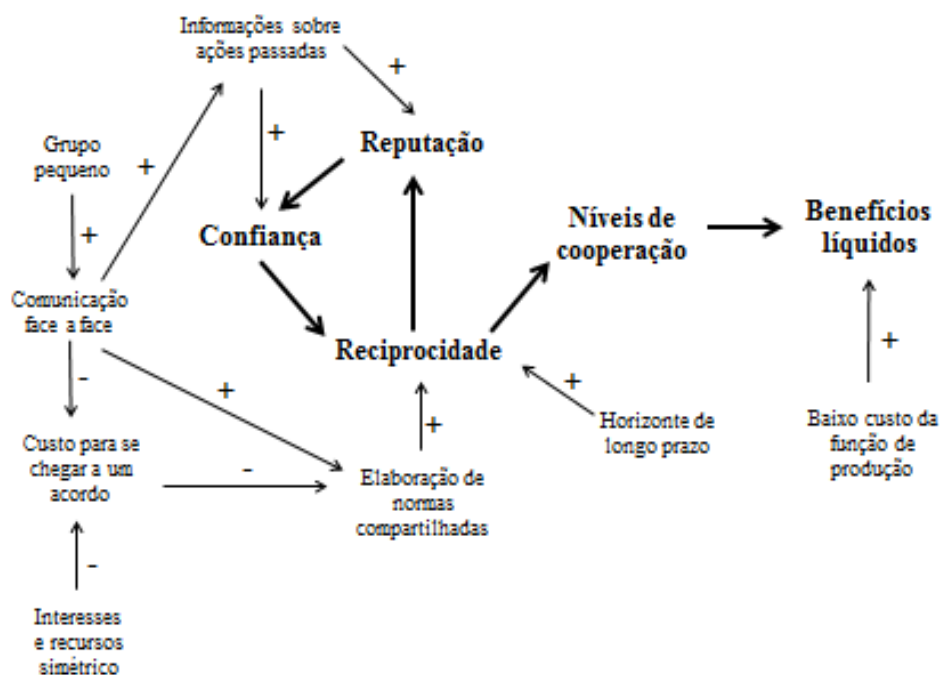 Informações sobre
ações passadas
+
Grupo
pequeno
+
+
Reputação
+
Confiança
Níveis de
cooperação
Benefícios
líquidos
+
Comunicação
face a face
Reciprocidade
+
-
+
+
+
Custo para se
chegar a um
acordo
-
Elaboração de
normas
compartilhadas
Horizonte de
longo prazo
Baixo custo da
função de
produção
-
Interesses
e recursos
simétrico